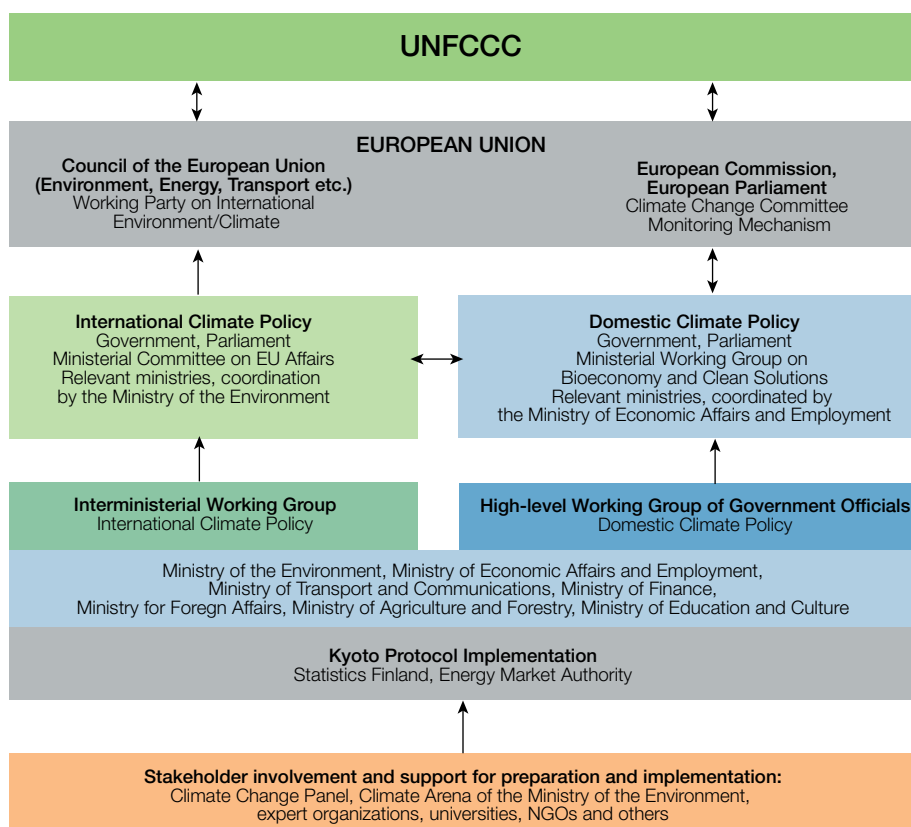 UNFCCC
EUROPEAN UNION
Council of the European Union
(Environment, Energy, Transport etc.)
Working Party on International
Environment/Climate
European Commission,
European Parliament
Climate Change Committee
Monitoring Mechanism
International Climate Policy
Government, Parliament
Ministerial Committee on EU Affairs
Relevant ministries, coordination
by the Ministry of the Environment
Domestic Climate Policy
Government, Parliament
Ministerial Working Group on
Bioeconomy and Clean Solutions
Relevant ministries, coordinated by
the Ministry of Economic Affairs and Employment
Interministerial Working Group
International Climate Policy
High-level Working Group of Government Officials
Domestic Climate Policy
Ministry of the Environment, Ministry of Economic Affairs and Employment,
Ministry of Transport and Communications, Ministry of Finance,
Ministry for Foregn Affairs, Ministry of Agriculture and Forestry, Ministry of Education and Culture
Kyoto Protocol Implementation
Statistics Finland, Energy Market Authority
Stakeholder involvement and support for preparation and implementation:
Climate Change Panel, Climate Arena of the Ministry of the Environment,
expert organizations, universities, NGOs and others